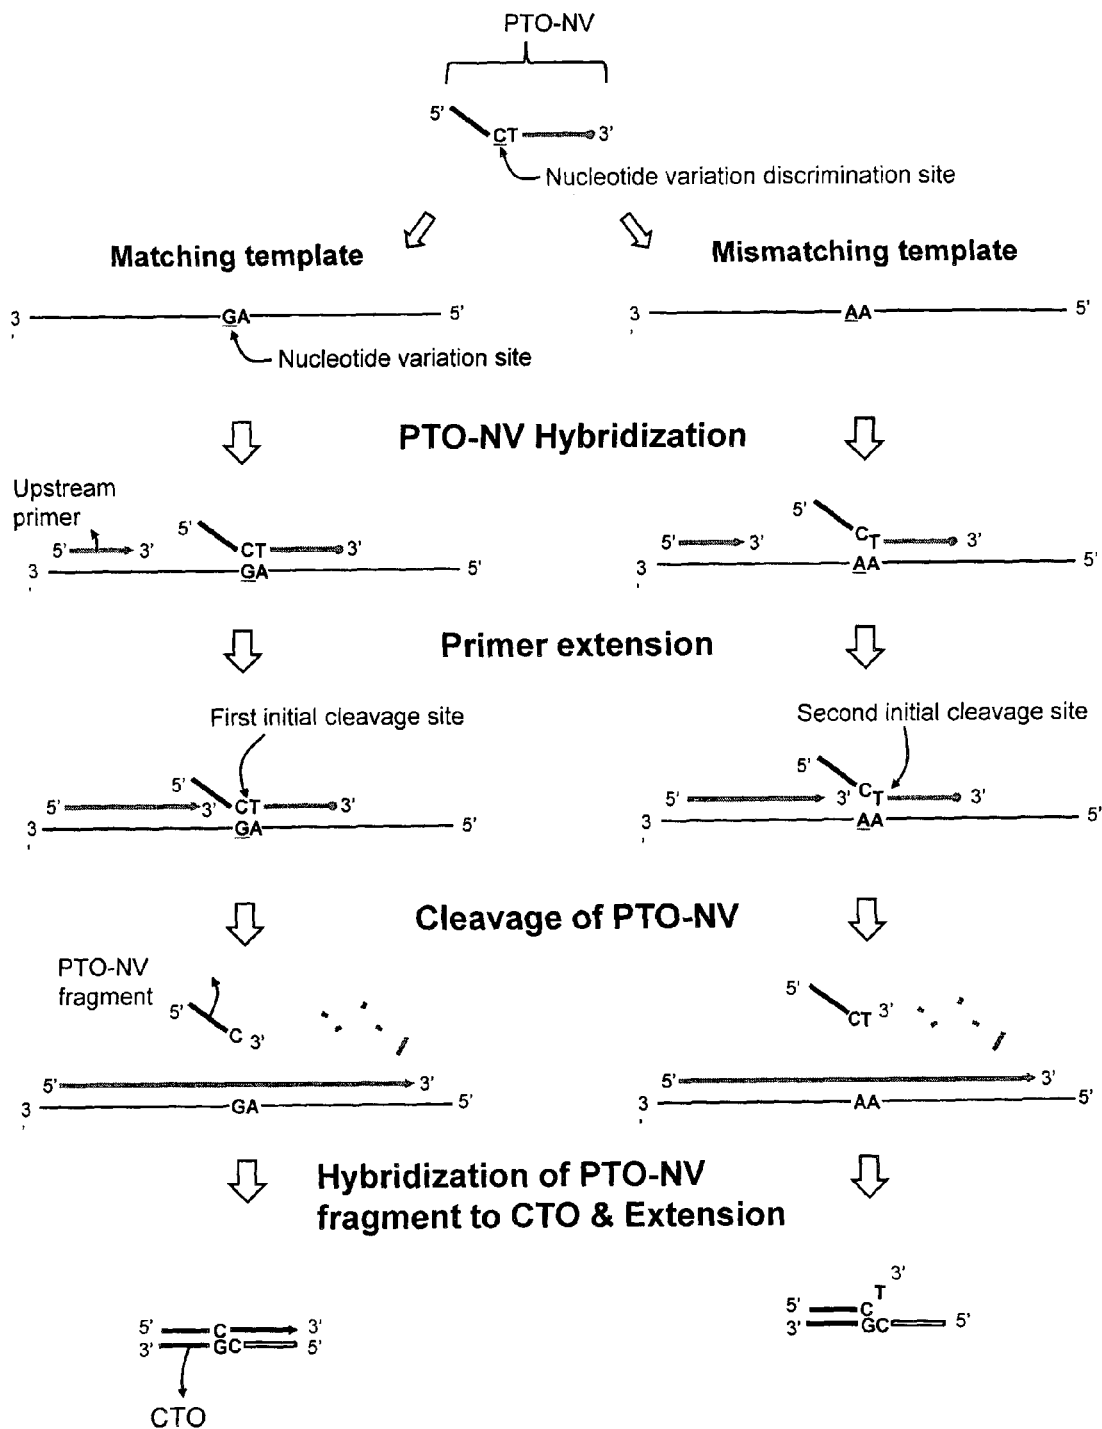 PTO-NV
5'
CT
3'
Nucleotide variation discrimination site
Matching template
Mismatching template
3'
GA
5'
3'
AA
5'
Nucleotide variation site
PTO-NV Hybridization
Upstream
primer
5'
3'
5'
CT
3'
3'
GA
5'
5'
3'
5'
CT
3'
3'
AA
5'
Primer extension
First initial cleavage site
Second initial cleavage site
5'
3'
5'
CT
3'
3'
GA
5'
5'
3'
5'
CT
3'
3'
AA
5'
Cleavage of PTO-NV
PTO-NV
fragment
5'
C 3'
5'
3'
3'
GA
5'
5'
CT 3'
5'
3'
3'
AA
5'
Hybridization of PTO-NV
fragment to CTO & Extension
5'
C
3'
3'
GC
5'
CTO
3'
T
5'
C
3'
GC
5'